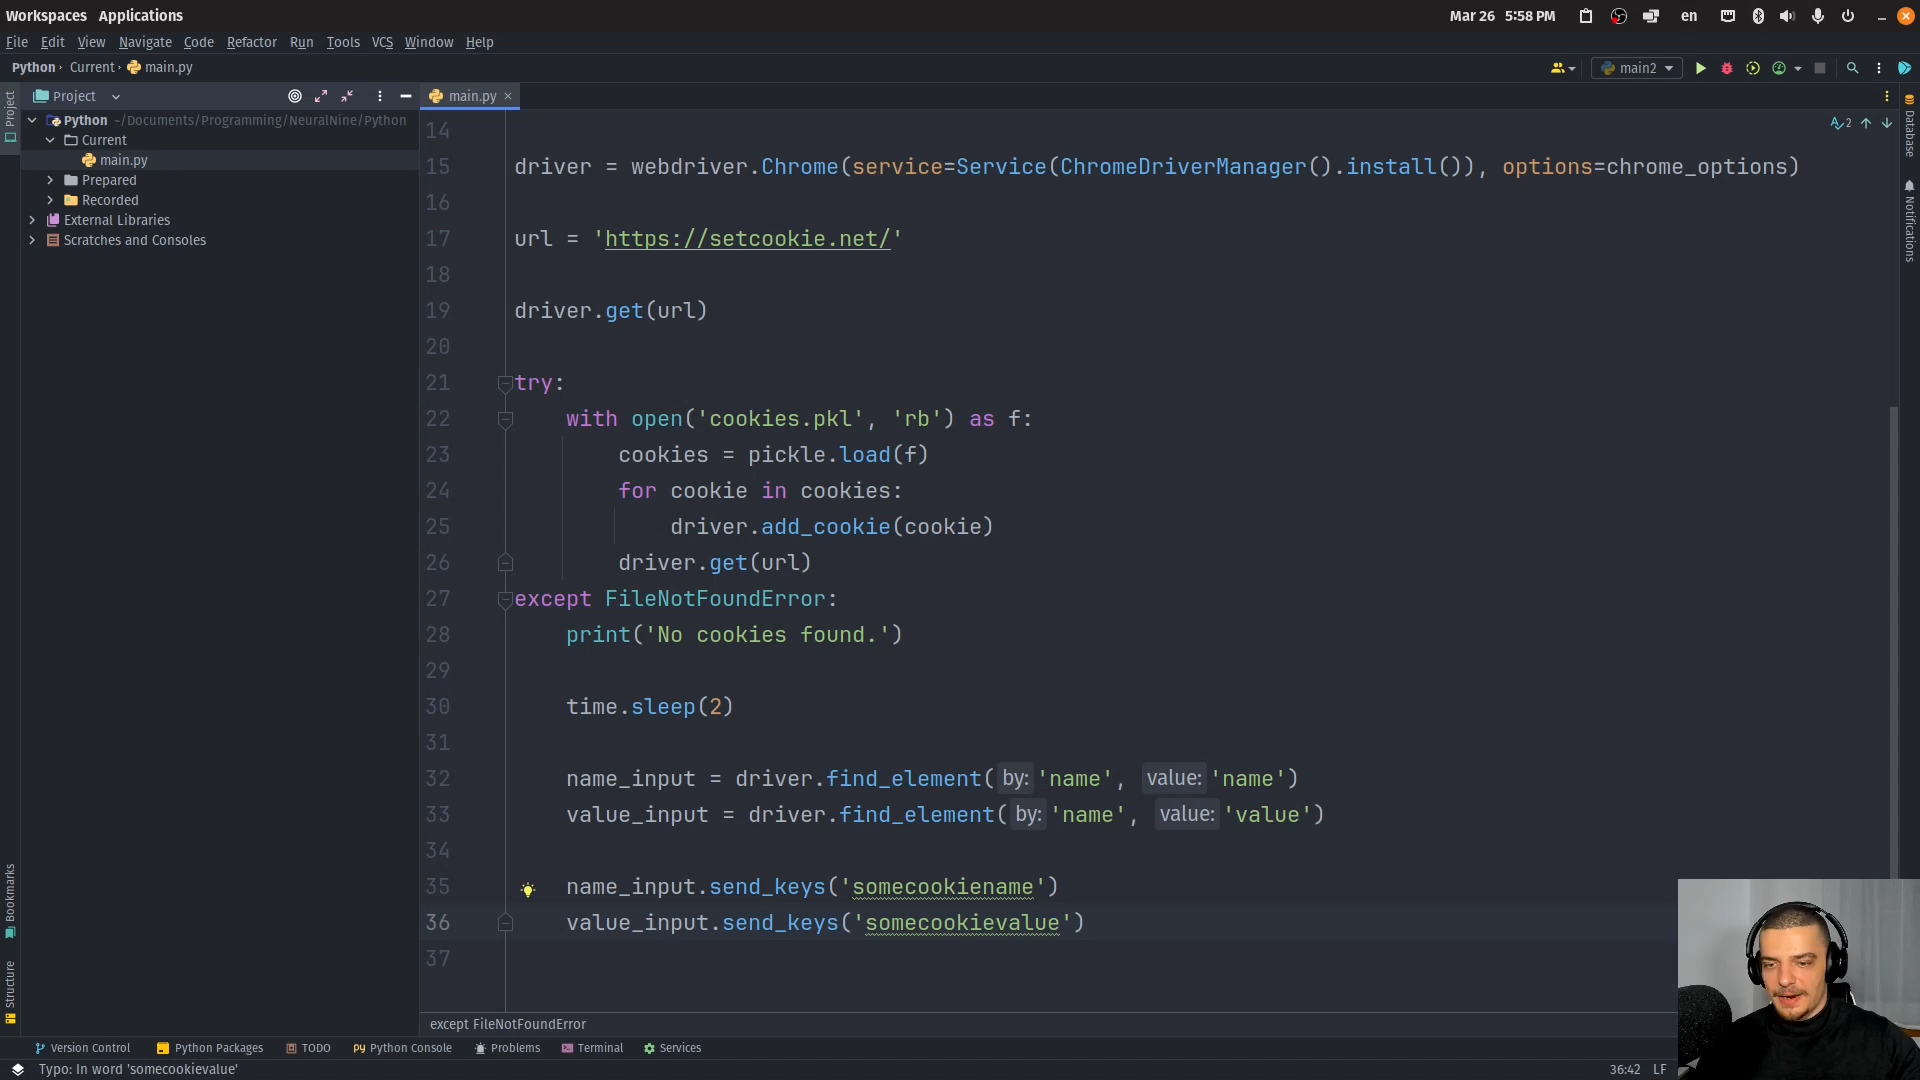 Workspaces Applications
Mar 26 5:58 PM
en
File Edit View Navigate Code Refactor Run Tools VCS Window Help
Python Current main.py
main2
Project
main.py
Python ~/Documents/Programming/NeuralNine/Python
Current
main.py
Prepared
Recorded
External Libraries
Scratches and Consoles
Project
Bookmarks
Structure
2
Database
Notifications
14
15 driver = webdriver.Chrome(service=Service(ChromeDriverManager().install()), options=chrome_options)
16
17 url = 'https://setcookie.net/'
18
19 driver.get(url)
20
21 try:
22 with open('cookies.pkl', 'rb') as f:
23 cookies = pickle.load(f)
24 for cookie in cookies:
25 driver.add_cookie(cookie)
26 driver.get(url)
27 except FileNotFoundError:
28 print('No cookies found.')
29
30 time.sleep(2)
31
32 name_input = driver.find_element(by: 'name', value: 'name')
33 value_input = driver.find_element(by: 'name', value: 'value')
34
35 name_input.send_keys('somecookiename')
36 value_input.send_keys('somecookievalue')
37
except FileNotFoundError
Version Control Python Packages TODO Python Console Problems Terminal Services
Typo: In word 'somecookievalue'
36:42 LF